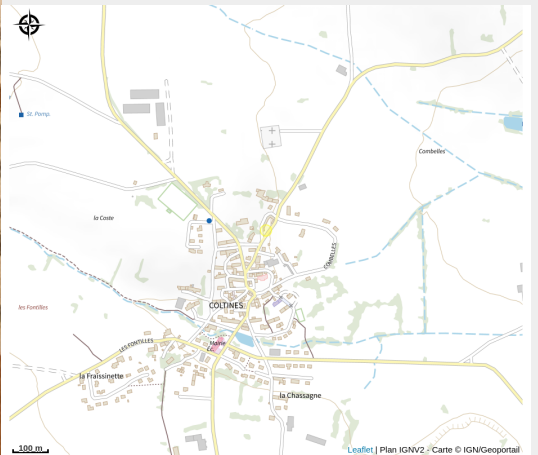 St. Pomp.
Combelles
la Coste
COMBELLES
les Fontilles
COLTINES
LES FONTILLES
Mairie
la Fraissinette
la Chassagne
100 m
Leaflet | Plan IGNV2 - Carte © IGN/Geoportail